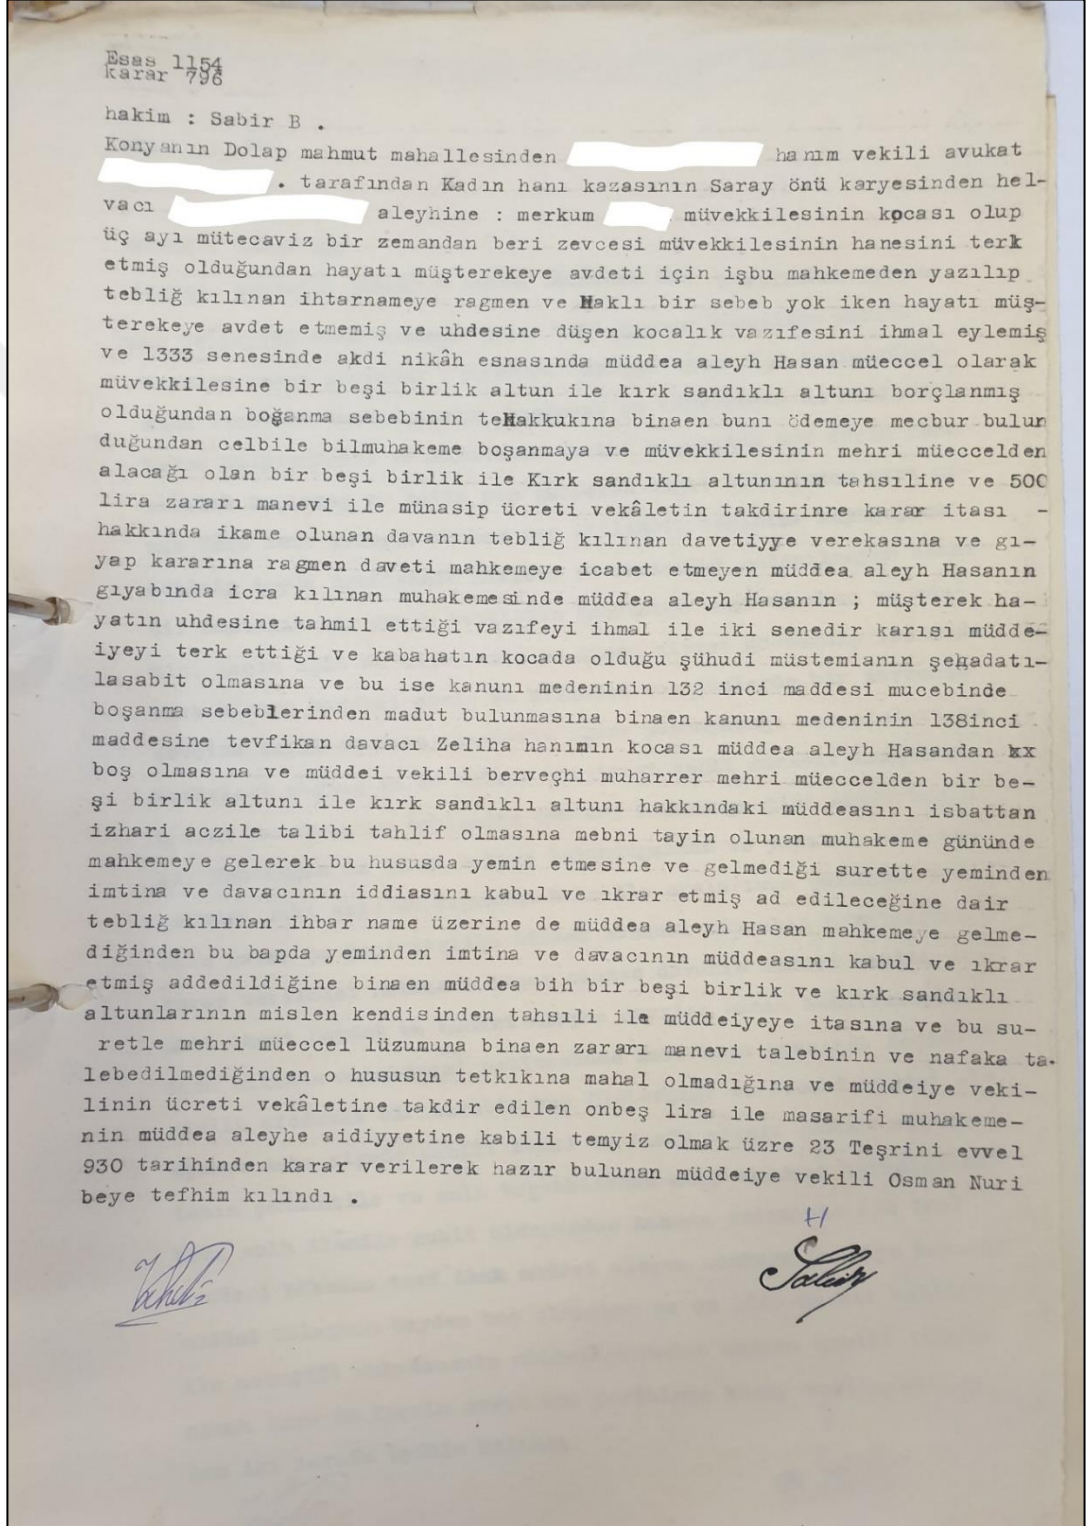 Esas 1154
karar 796
hakim : Sabir B .
Konyanın Dolap mahmut mahallesinden hanım vekili avukat
. tarafından Kadın hanı kazasının Saray önü karyesinden hel-
vacı aleyhine : merkum müvekkilesinin kocası olup
üç ayı mütecaviz bir zemandan beri zevcesi müvekkilesinin hanesini terk
etmiş olduğundan hayatı müşterekeye avdeti için işbu mahkemeden yazılıp
tebliğ kılınan ihtarnameye ragmen ve Haklı bir sebeb yok iken hayatı müş-
terekeye avdet etmemiş ve uhdesine düşen kocalık vazıfesini ihmal eylemiş
ve 1333 senesinde akdi nikâh esnasında müddea aleyh Hasan müeccel olarak
müvekkilesine bir beşi birlik altun ile kırk sandıklı altunı borçlanmış
olduğundan boğanma sebebinin teHakkukına binaen bunı ödemeye mecbur bulun
duğundan celbile bilmuhakeme boşanmaya ve müvekkilesinin mehri müeccelden
alacağı olan bir beşi birlik ile Kırk sandıklı altununın tahsiline ve 500
lira zararı manevi ile münasip ücreti vekâletin takdirinre karar itası -
hakkında ikame olunan davanın tebliğ kılınan davetiyye verekasına ve gı-
yap kararına ragmen daveti mahkemeye icabet etmeyen müddea aleyh Hasanın
gıyabında icra kılınan muhakemesinde müddea aleyh Hasanın ; müşterek ha-
yatın uhdesine tahmil ettiği vazıfeyi ihmal ile iki senedir karısı müdde-
iyeyi terk ettiği ve kabahatın kocada olduğu şühudi müstemianın şehadatı-
lasabit olmasına ve bu ise kanunı medeninin 132 inci maddesi mucebinde
boşanma sebeblerinden madut bulunmasına binaen kanunı medeninin 138inci
maddesine tevfikan davacı Zeliha hanımın kocası müddea aleyh Hasandan xx
boş olmasına ve müddei vekili berveçhi muharrer mehri müeccelden bir be-
şi birlik altunı ile kırk sandıklı altunı hakkındaki müddeasını isbattan
izhari aczile talibi tahlif olmasına mebni tayin olunan muhakeme gününde
mahkemeye gelerek bu hususda yemin etmesine ve gelmediği surette yeminden
imtina ve davacının iddiasını kabul ve ıkrar etmiş ad edileceğine dair
tebliğ kılınan ihbar name üzerine de müddea aleyh Hasan mahkemeye gelme-
diğinden bu bapda yeminden imtina ve davacının müddeasını kabul ve ıkrar
etmiş addedildiğine binaen müddea bih bir beşi birlik ve kırk sandıklı
altunlarının mislen kendisinden tahsili ile müddeiyeye itasına ve bu su-
retle mehri müeccel lüzumuna binaen zararı manevi talebinin ve nafaka ta-
lebedilmediğinden o hususun tetkıkına mahal olmadığına ve müddeiye veki-
linin ücreti vekâletine takdir edilen onbeş lira ile masarifi muhakeme-
nin müddea aleyhe aidiyyetine kabili temyiz olmak üzre 23 Teşrini evvel
930 tarihinden karar verilerek hazır bulunan müddeiye vekili Osman Nuri
beye tefhim kılındı .
H
Sabir